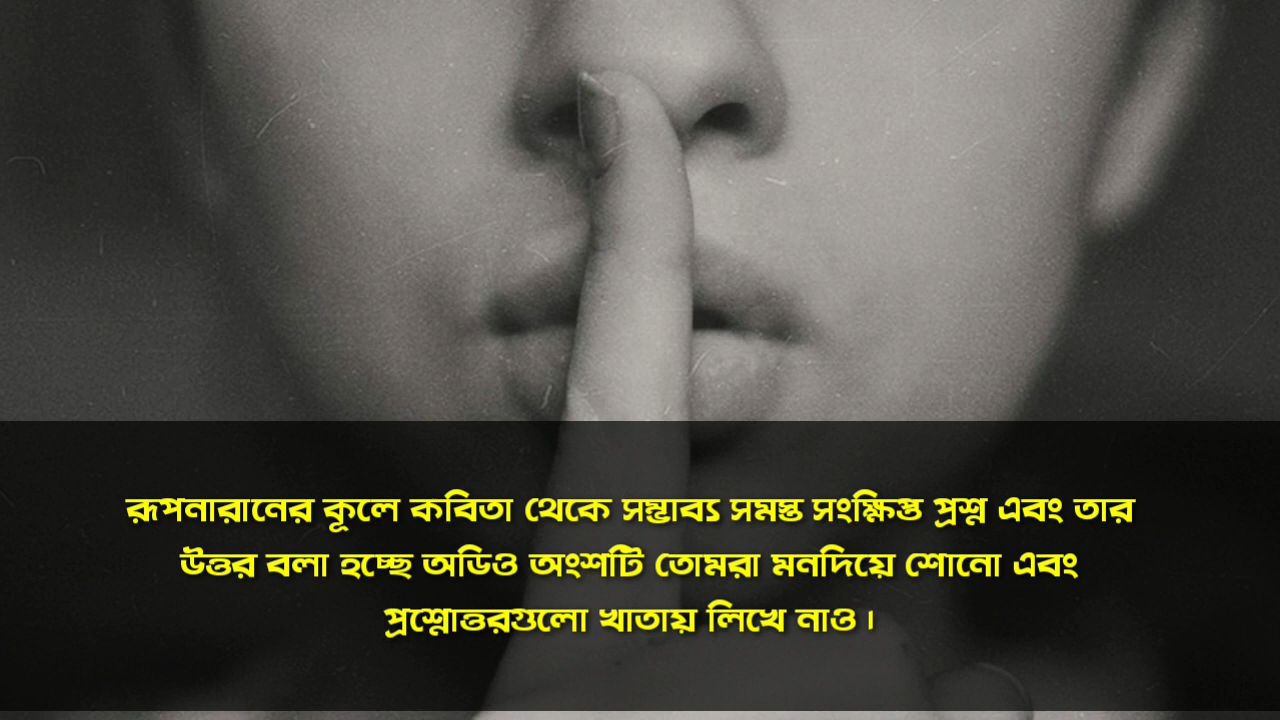 রূপনারানের কূলে কবিতা থেকে সম্ভাব্য সমস্ত সংক্ষিপ্ত প্রশ্ন এবং তার
উত্তর বলা হচ্ছে অডিও অংশটি তোমরা মনদিয়ে শোনো এবং
প্রশ্নোত্তরগুলো খাতায় লিখে নাও।